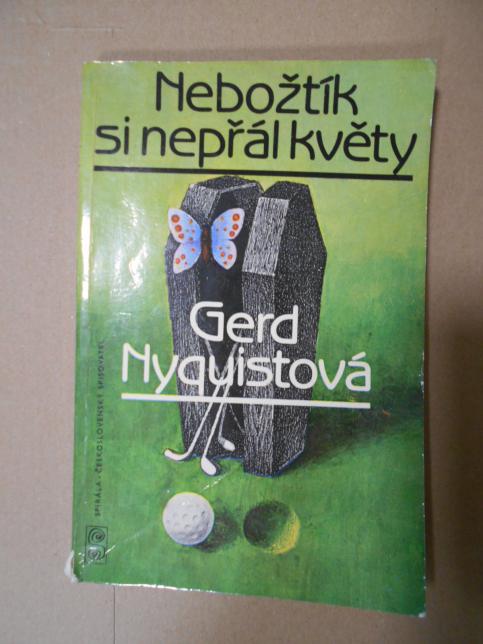 Nebožtík
si nepřál květy
Gerd
Nyquistová
SPIRÁLA · ČESKOSLOVENSKÝ SPISOVATEL